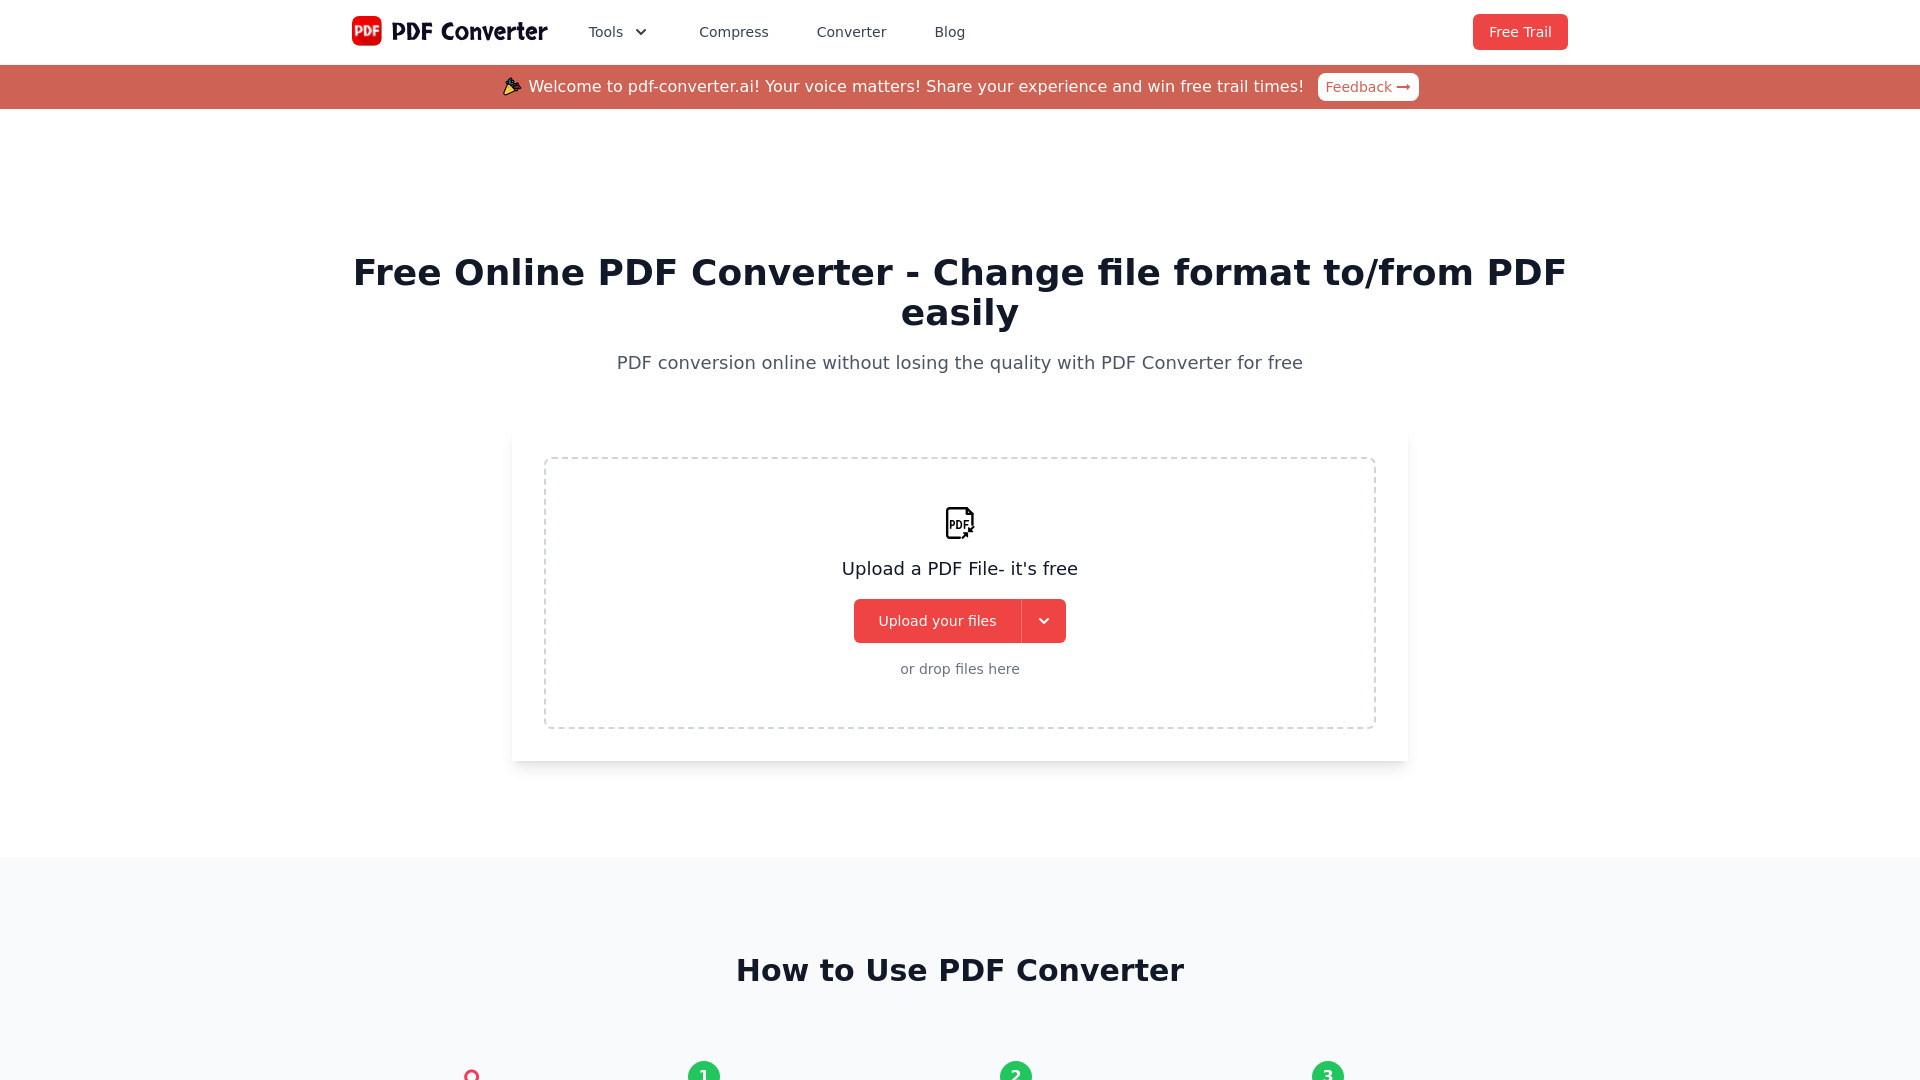 PDF PDF Converter
Tools
Compress
Converter
Blog
Free Trail
Welcome to pdf-converter.ai! Your voice matters! Share your experience and win free trail times!
Feedback
Free Online PDF Converter - Change file format to/from PDF
easily
PDF conversion online without losing the quality with PDF Converter for free
PDF
Upload a PDF File- it's free
Upload your files
or drop files here
How to Use PDF Converter
1
2
3